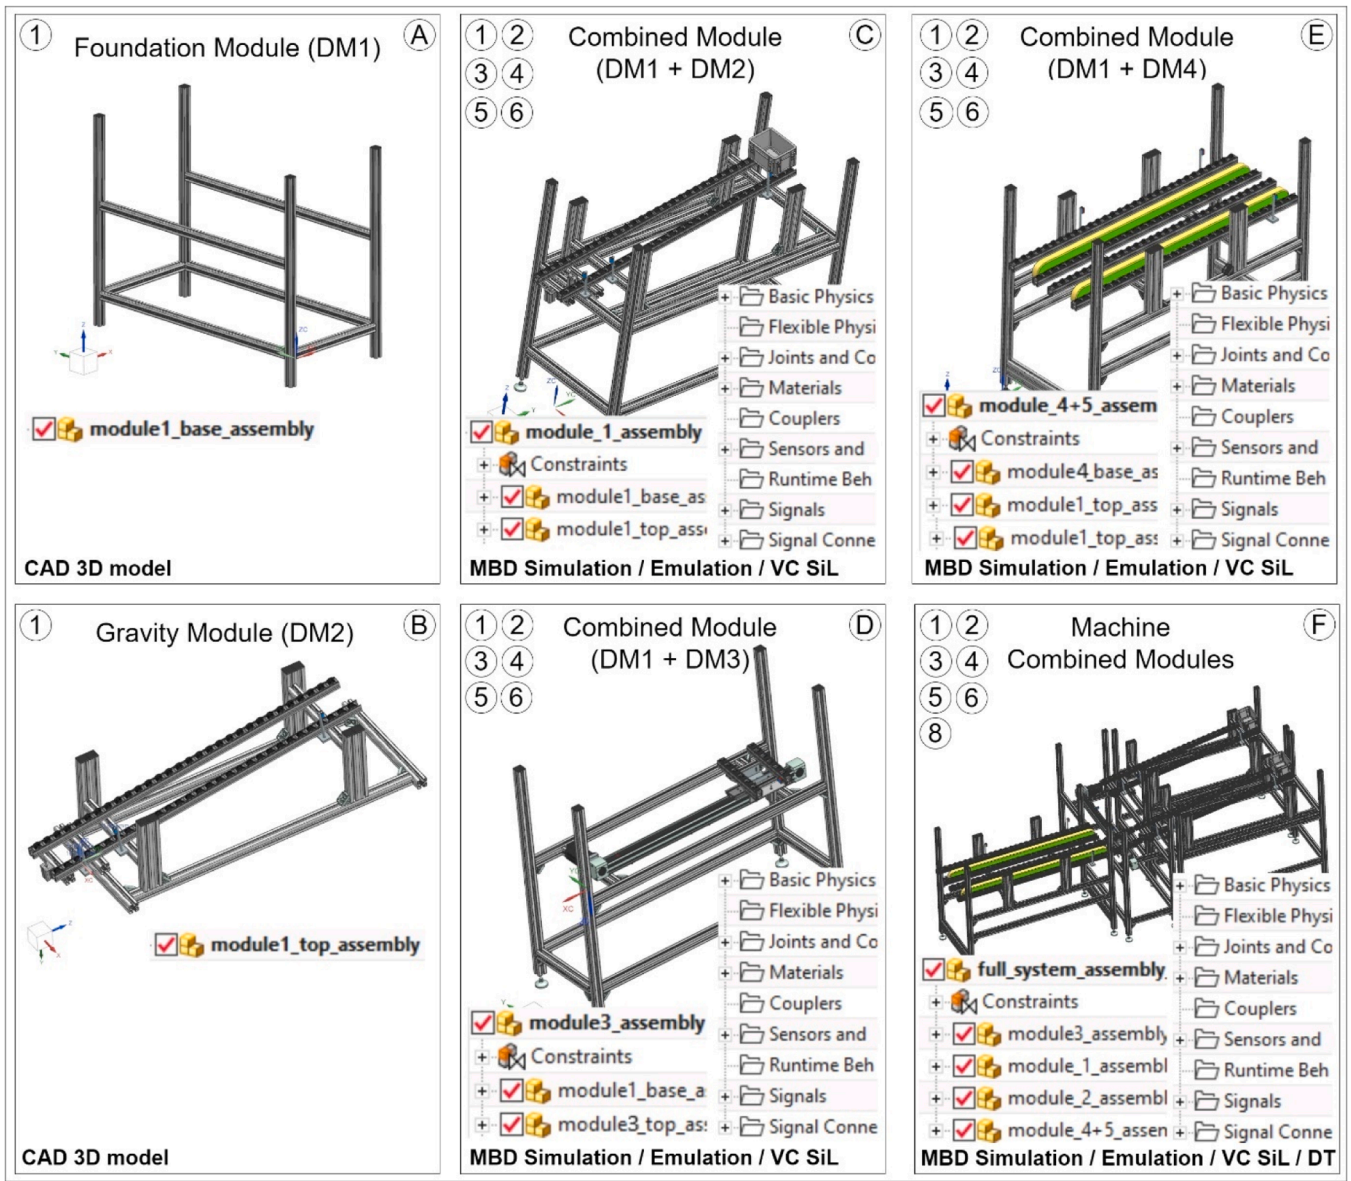 1
Foundation Module (DM1)
A
Z
Y
X
ZC
module1_base_assembly
CAD 3D model
1
Gravity Module (DM2)
B
XC
Z
X
Y
module1_top_assembly
CAD 3D model
1 2
3 4
5 6
Combined Module
(DM1 + DM2)
C
ZC
YC
Z
Y
module_1_assembly
Constraints
module1_base_as
module1_top_asse
Basic Physics
Flexible Physi
Joints and Co
Materials
Couplers
Sensors and
Runtime Beh
Signals
Signal Conne
MBD Simulation / Emulation / VC SiL
1 2
3 4
5 6
Combined Module
(DM1 + DM3)
D
XC
Y
module3_assembly
Constraints
module1_base_a
module3_top_as
Basic Physics
Flexible Physi
Joints and Co
Materials
Couplers
Sensors and
Runtime Beh
Signals
Signal Conne
MBD Simulation / Emulation / VC SiL
1 2
3 4
5 6
Combined Module
(DM1 + DM4)
E
Z
ZC
module_4+5_assem
Constraints
module4_base_as
module1_top_ass
module1_top_ass
Basic Physics
Flexible Physi
Joints and Co
Materials
Couplers
Sensors and
Runtime Beh
Signals
Signal Conne
MBD Simulation / Emulation / VC SiL
1 2
3 4
5 6
8
Machine
Combined Modules
F
full_system_assembly
Constraints
module3_assembly
module_1_assembl
module_2_assembl
module_4+5_assen
Basic Physics
Flexible Physi
Joints and Co
Materials
Couplers
Sensors and
Runtime Beh
Signals
Signal Conne
MBD Simulation / Emulation / VC SiL / DT